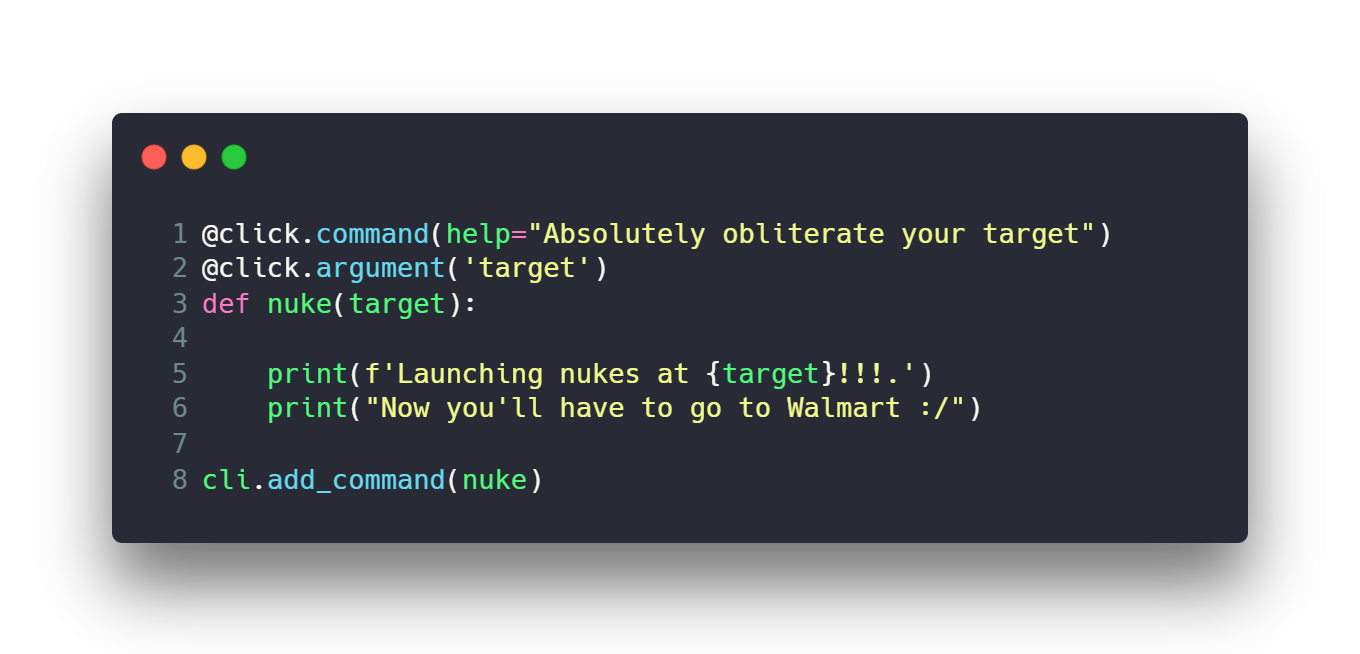 1 @click.command(help="Absolutely obliterate your target")
2 @click.argument('target')
3 def nuke(target):
4
5     print(f'Launching nukes at {target}!!!.')
6     print("Now you'll have to go to Walmart :/")
7
8 cli.add_command(nuke)